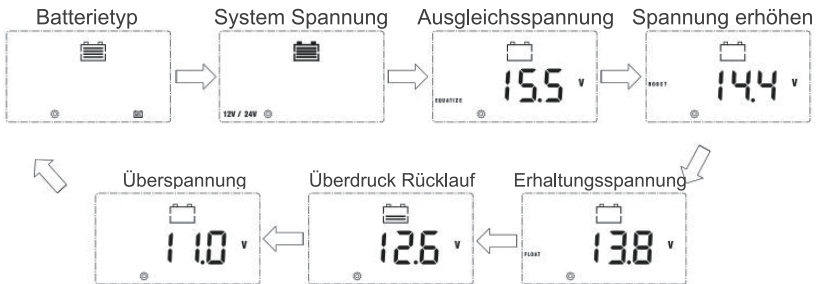 Batterietyp
System Spannung
Ausgleichsspannung
Spannung erhöhen
12V / 24V
EQUATIZE
15.5 V
BOOST
14.4 V
Überspannung
Überdruck Rücklauf
Erhaltungsspannung
11.0 V
12.6 V
FLOAT
13.8 V